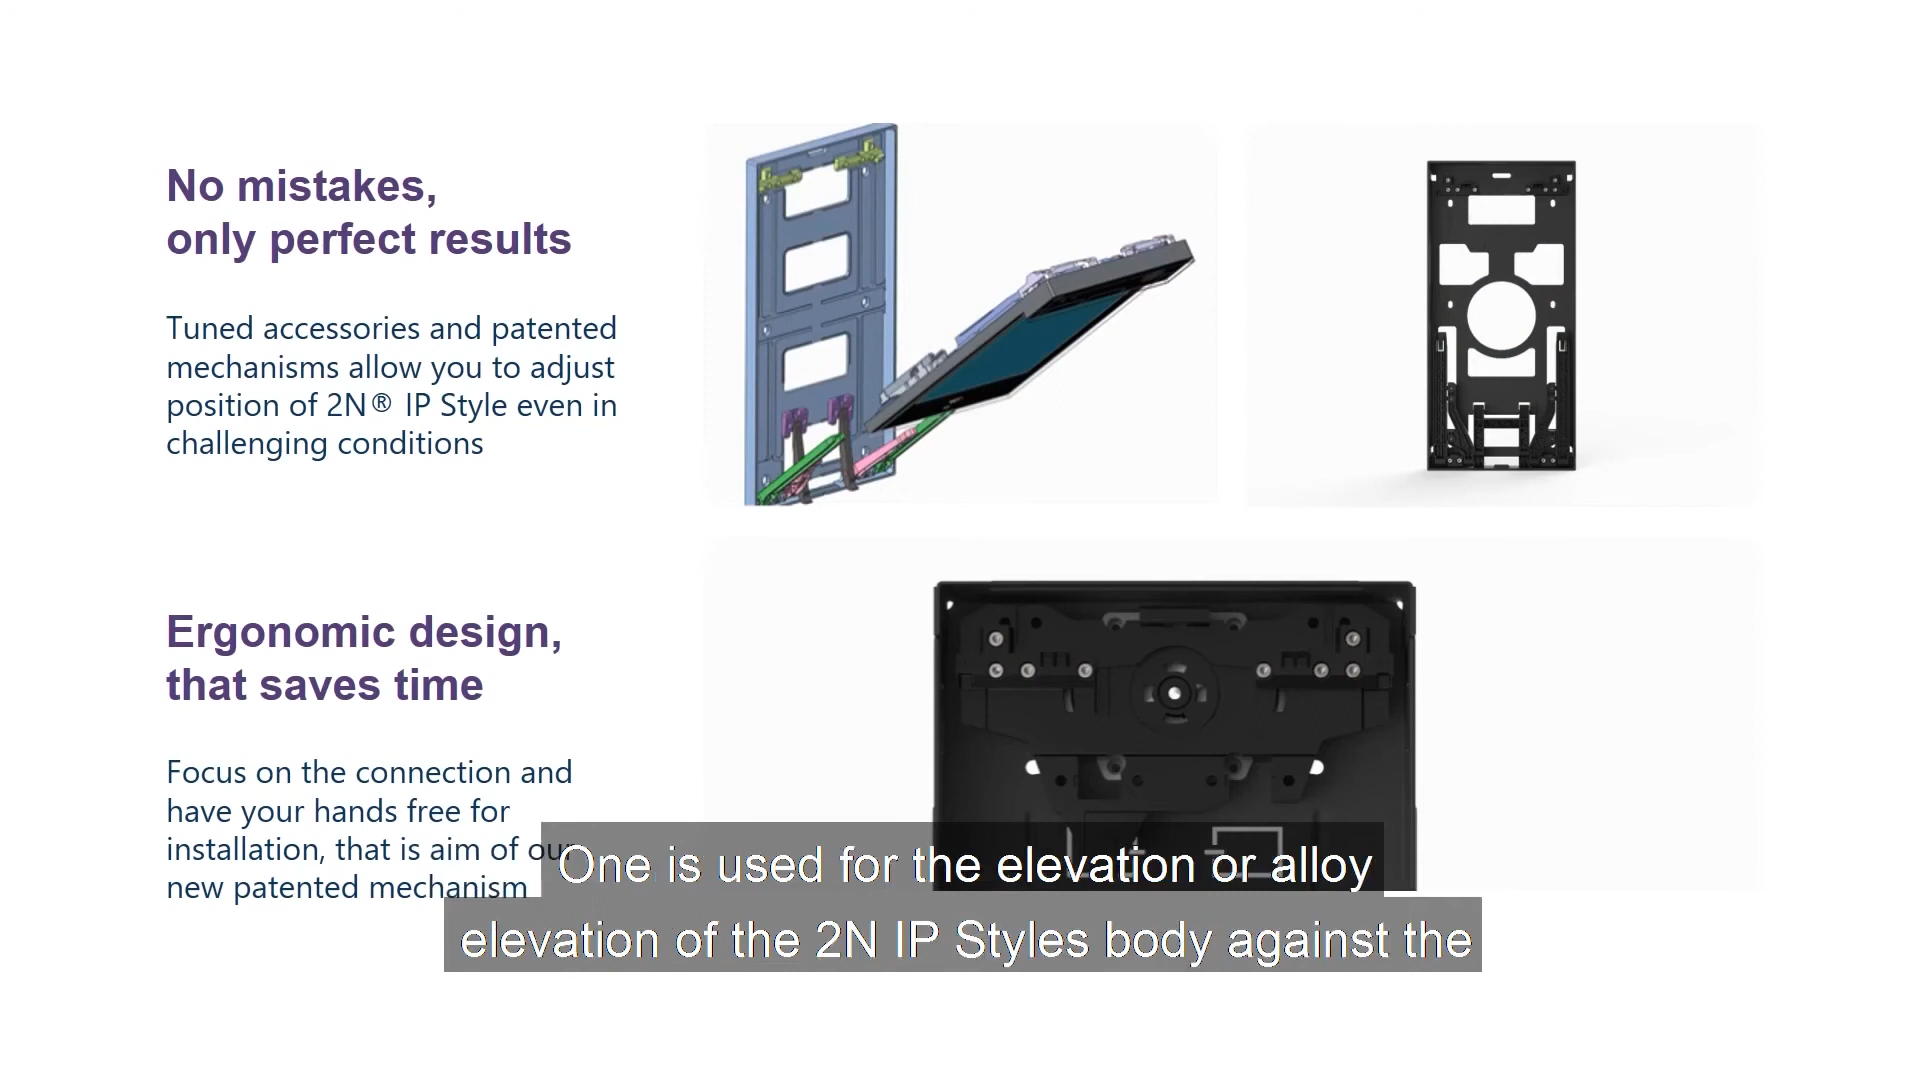 No mistakes,
only perfect results
Tuned accessories and patented
mechanisms allow you to adjust
position of 2N® IP Style even in
challenging conditions
Ergonomic design,
that saves time
Focus on the connection and
have your hands free for
installation, that is aim of our
new patented mechanism
One is used for the elevation or alloy
elevation of the 2N IP Styles body against the